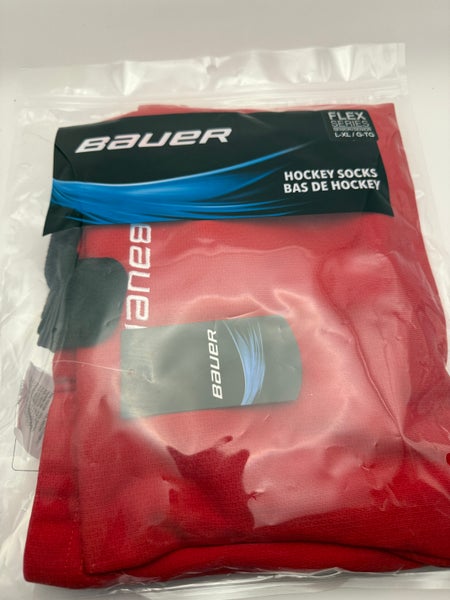 BAUER
FLEX
SERIES
L-XL / G-TG
HOCKEY SOCKS
BAS DE HOCKEY
BAUER
BAUER